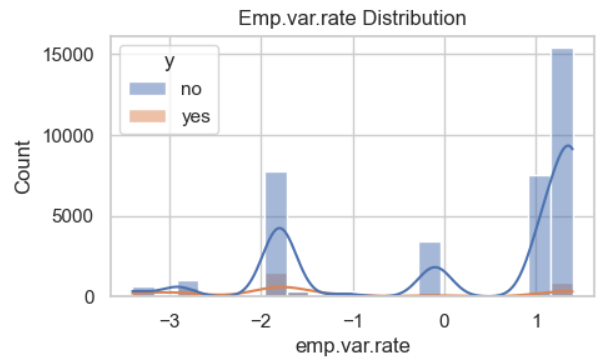 Emp.var.rate Distribution
y
no
yes
15000
10000
5000
0
Count
−3
−2
−1
0
1
emp.var.rate